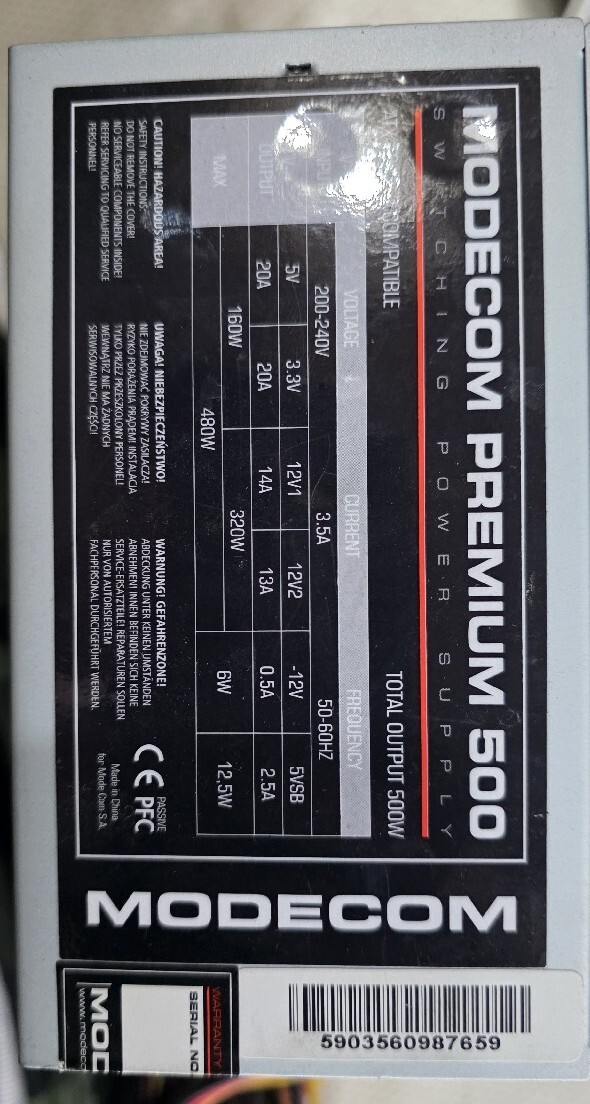 MODECOM PREMIUM 500
SWITCHING POWER SUPPLY
COMPATIBLE TOTAL OUTPUT 500W
VOLTAGE CURRENT FREQUENCY
200-240V 3.5A 50-60HZ
5V 3.3V 12V1 12V2 -12V 5VSB
OUTPUT 20A 20A 14A 13A 0.5A 2.5A
MAX 160W 320W 6W 12,5W
480W
CAUTION! HAZARDOUS AREA!
SAFETY INSTRUCTIONS
DO NOT REMOVE THE COVER!
NO SERVICEABLE COMPONENTS INSIDE!
REFER SERVICING TO QUALIFIED SERVICE
PERSONNEL!
UWAGA! NIEBEZPIECZEŃSTWO!
NIE ZDEJMOWAĆ POKRYWY ZASILACZA!
RYZYKO PORAŻENIA PRĄDEM! INSTALACJA
TYLKO PRZEZ PRZESZKOLONY PERSONEL!
WEWNĄTRZ NIE MA ŻADNYCH
SERWISOWALNYCH CZĘŚCI!
WARNUNG! GEFAHRENZONE!
ABDECKUNG UNTER KEINEN UMSTÄNDEN
ABNEHMEN! INNEN BEFINDEN SICH KEINE
SERVICE-ERSATZTEILE! REPARATUREN SOLLEN
NUR VON AUTORISIERTEM
FACHPERSONAL DURCHGEFÜHRT WERDEN.
CE PASSIVE
PFC
Made in China
for Mode Com S.A.
MODECOM
5903560987659
WARRANTY
SERIAL NO
MOD
www.modeco